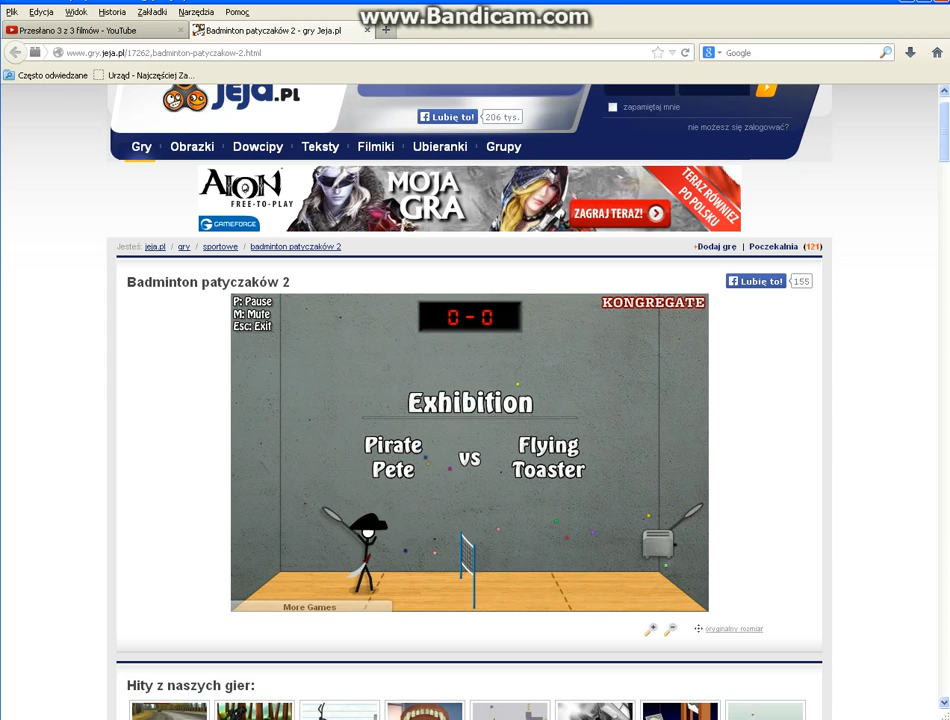 www.Bandicam.com
Plik Edycja Widok Historia Zakładki Narzędzia Pomoc
Przesłano 3 z 3 filmów - YouTube
Badminton patyczaków 2 - gry Jeja.pl
www.gry.jeja.pl/17262,badminton-patyczakow-2.html
Google
Często odwiedzane
Urząd - Najczęściej Za...
jeja.PL
Lubię to! 206 tys.
zapamiętaj mnie
nie możesz się zalogować?
Gry Obrazki Dowcipy Teksty Filmiki Ubieranki Grupy
AION
FREE-TO-PLAY
GAMEFORGE
MOJA
GRA
ZAGRAJ TERAZ!
TERAZ RÓWNIEŻ
PO POLSKU
Jesteś: jeja.pl / gry / sportowe / badminton patyczaków 2
+Dodaj grę | Poczekalnia (121)
Badminton patyczaków 2
Lubię to! 155
P: Pause
M: Mute
Esc: Exit
0 - 0
KONGREGATE
Exhibition
Pirate
Pete
vs
Flying
Toaster
More Games
oryginalny rozmiar
Hity z naszych gier: